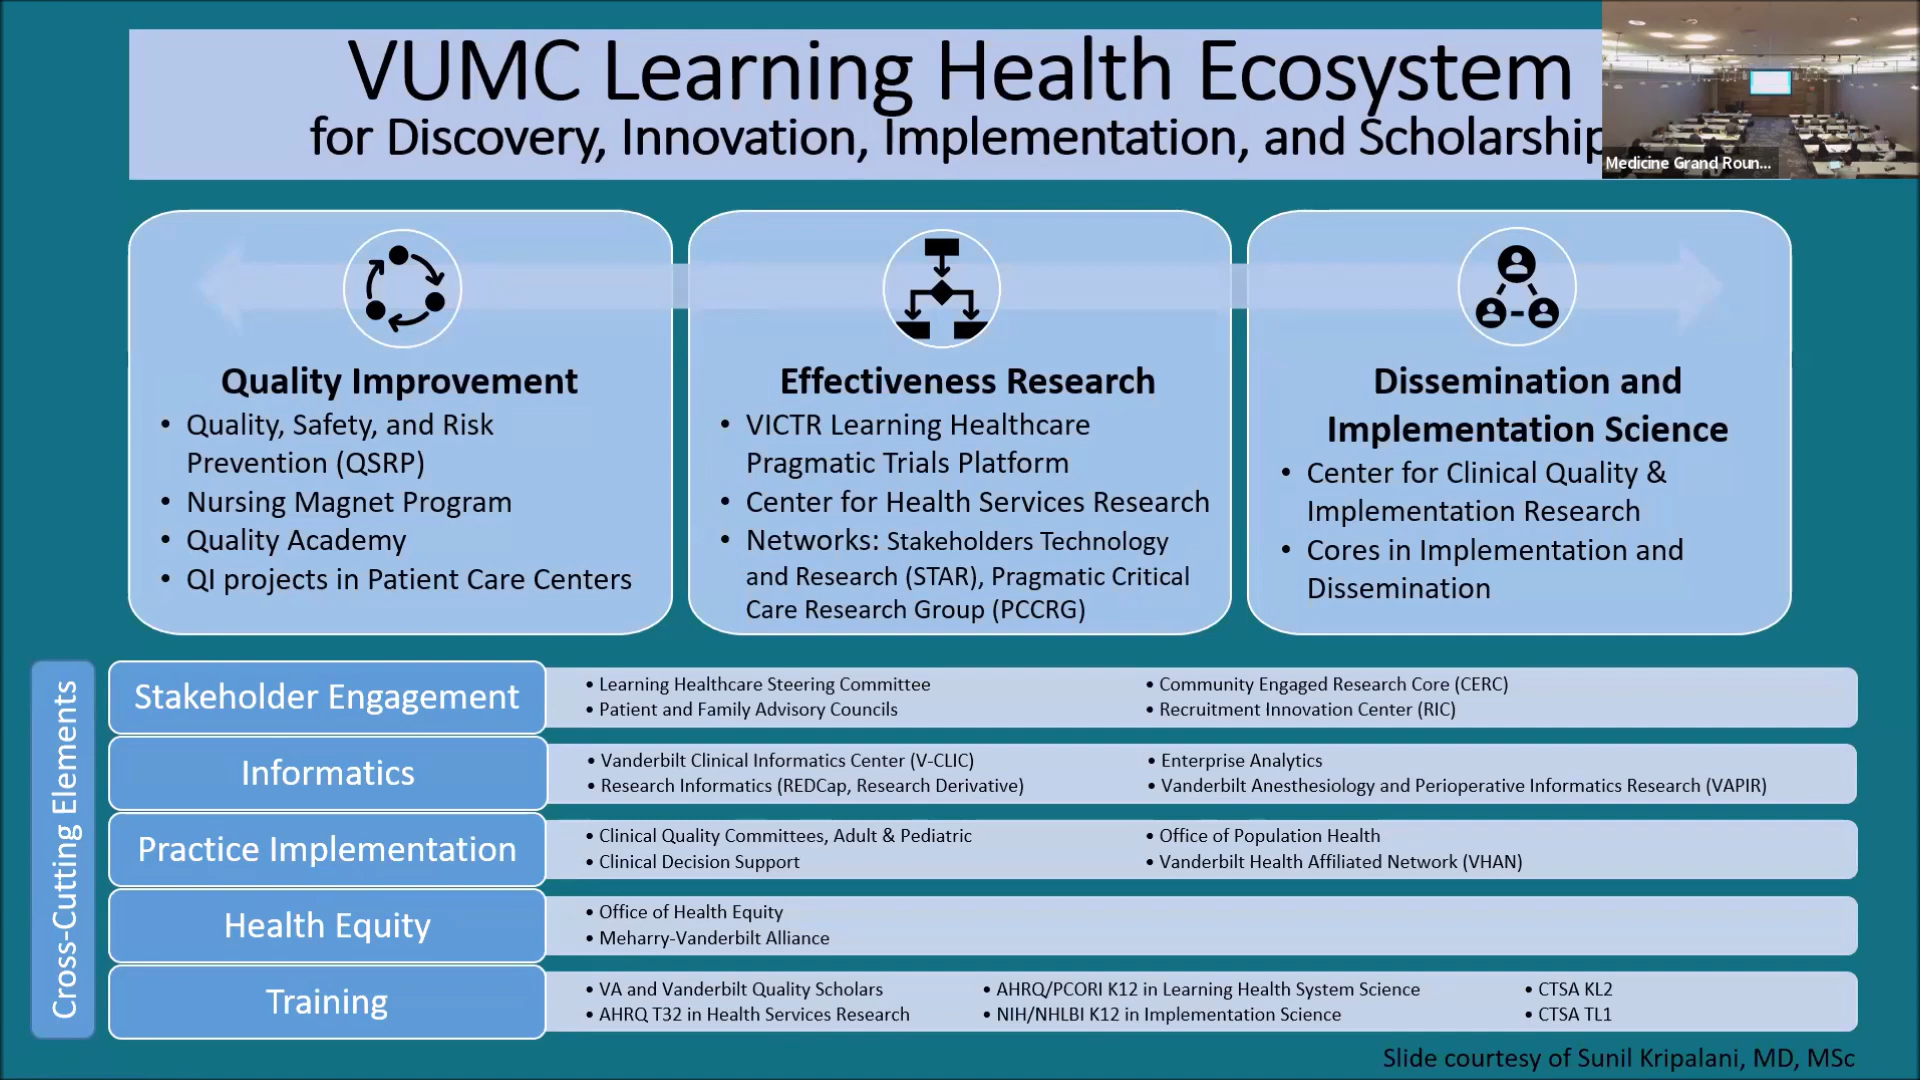 VUMC Learning Health Ecosystem
for Discovery, Innovation, Implementation, and Scholarship
Medicine Grand Roun...
Quality Improvement
• Quality, Safety, and Risk
Prevention (QSRP)
• Nursing Magnet Program
• Quality Academy
• QI projects in Patient Care Centers
Effectiveness Research
• VICTR Learning Healthcare
Pragmatic Trials Platform
• Center for Health Services Research
• Networks: Stakeholders Technology
and Research (STAR), Pragmatic Critical
Care Research Group (PCCRG)
Dissemination and
Implementation Science
• Center for Clinical Quality &
Implementation Research
• Cores in Implementation and
Dissemination
Cross-Cutting Elements
Stakeholder Engagement
• Learning Healthcare Steering Committee
• Patient and Family Advisory Councils
• Community Engaged Research Core (CERC)
• Recruitment Innovation Center (RIC)
Informatics
• Vanderbilt Clinical Informatics Center (V-CLIC)
• Research Informatics (REDCap, Research Derivative)
• Enterprise Analytics
• Vanderbilt Anesthesiology and Perioperative Informatics Research (VAPIR)
Practice Implementation
• Clinical Quality Committees, Adult & Pediatric
• Clinical Decision Support
• Office of Population Health
• Vanderbilt Health Affiliated Network (VHAN)
Health Equity
• Office of Health Equity
• Meharry-Vanderbilt Alliance
Training
• VA and Vanderbilt Quality Scholars
• AHRQ T32 in Health Services Research
• AHRQ/PCORI K12 in Learning Health System Science
• NIH/NHLBI K12 in Implementation Science
• CTSA KL2
• CTSA TL1
Slide courtesy of Sunil Kripalani, MD, MSc